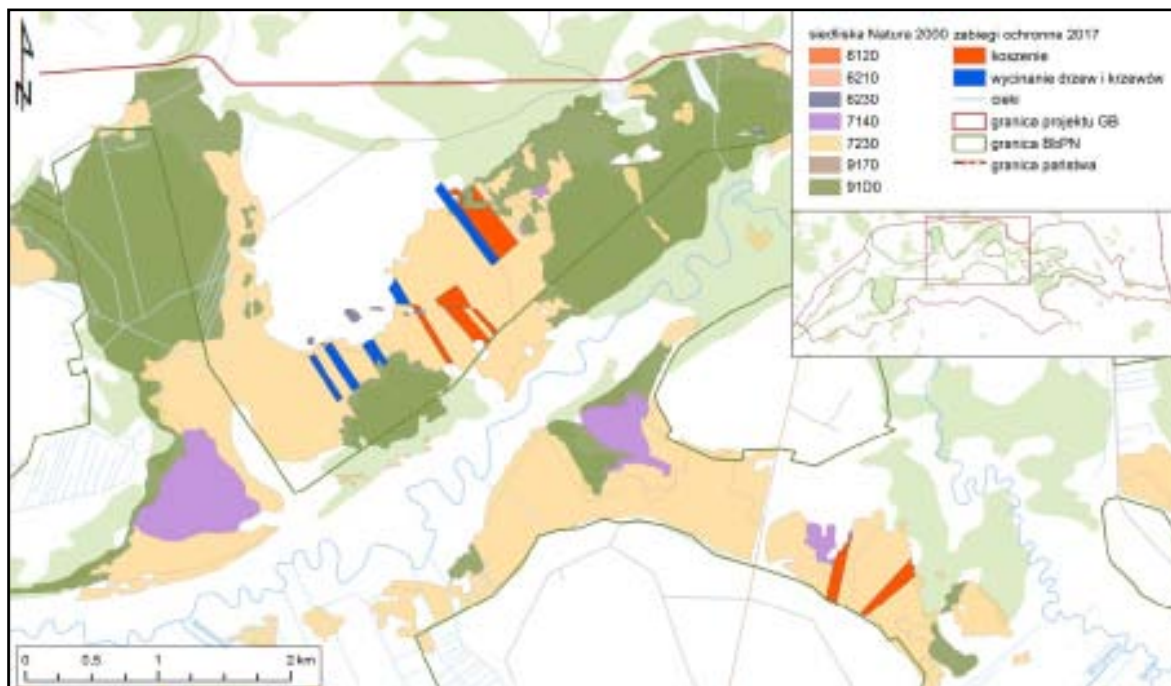 N
siedliska Natura 2000
6120
6210
6230
7140
7230
9170
91D0
zabiegi ochronne 2017
koszenie
wycinanie drzew i krzewów
cieki
granica projektu GB
granica BbPN
granica państwa
0 0.5 1 2 km